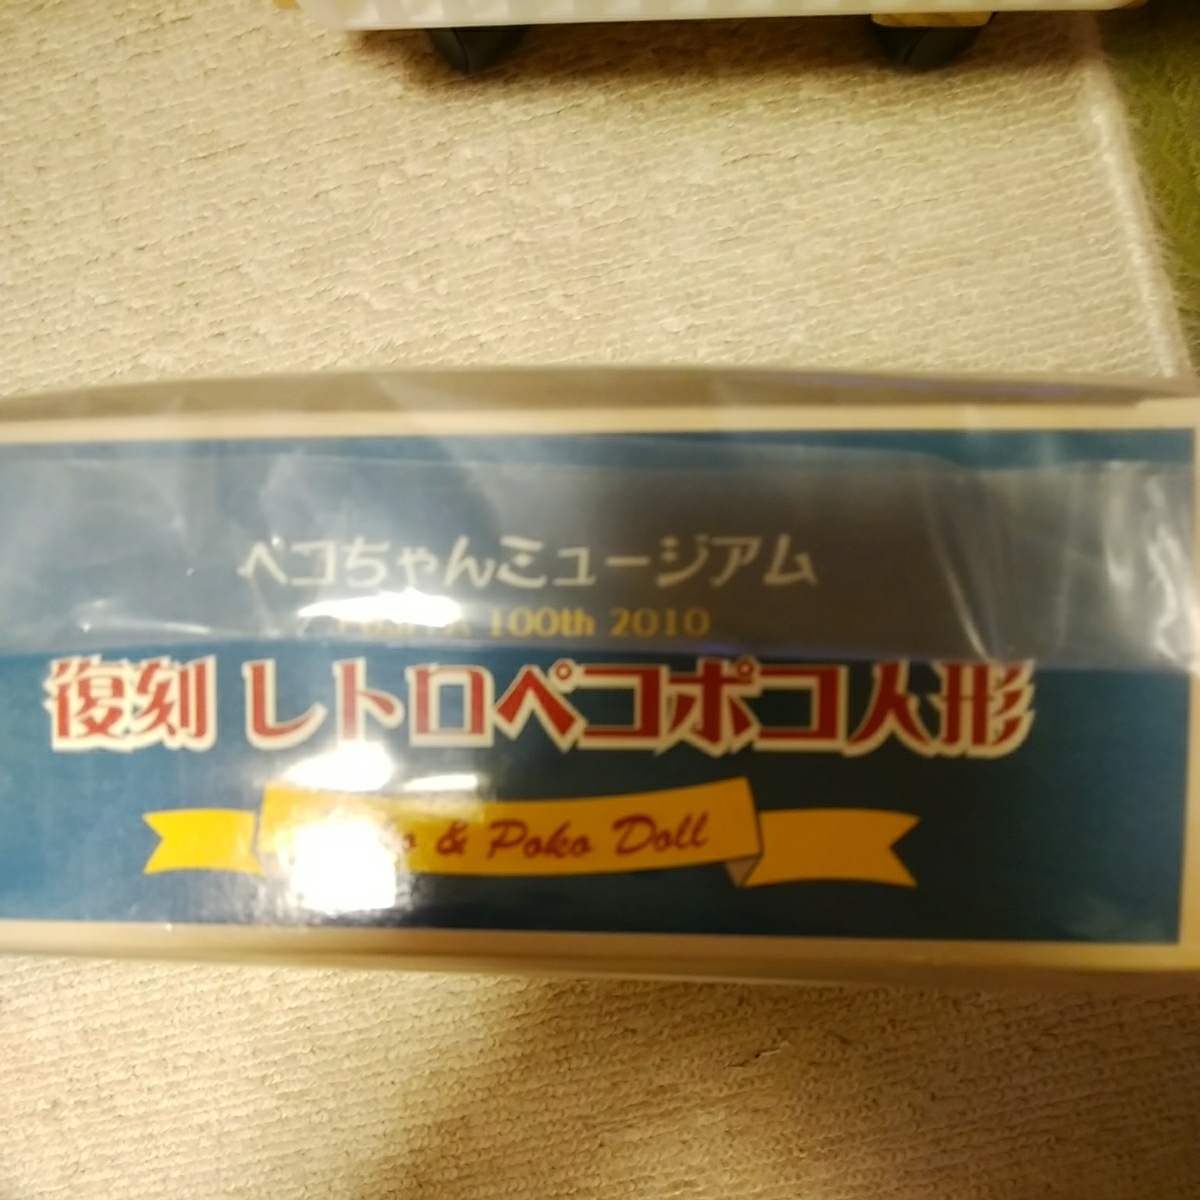 ペコちゃんミュージアム
100th 2010
復刻 レトロペコポコ人形
& Poko Doll